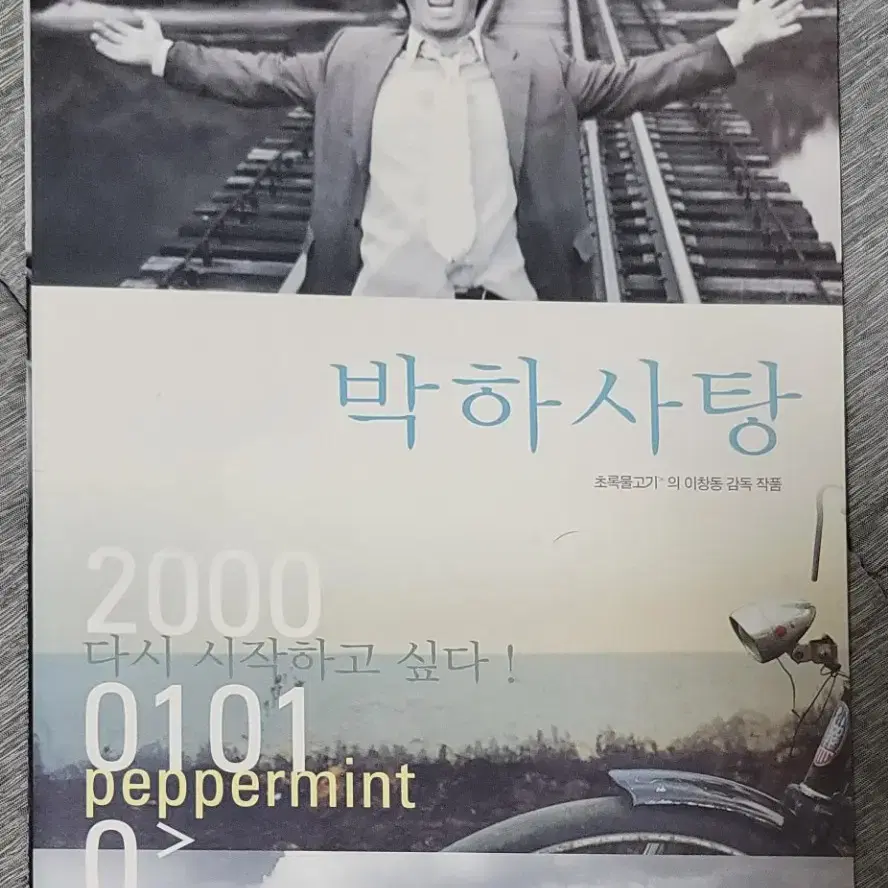 박하사탕
초록물고기" 의 이창동 감독 작품
2000
다시 시작하고 싶다 !
0101
peppermint
0>